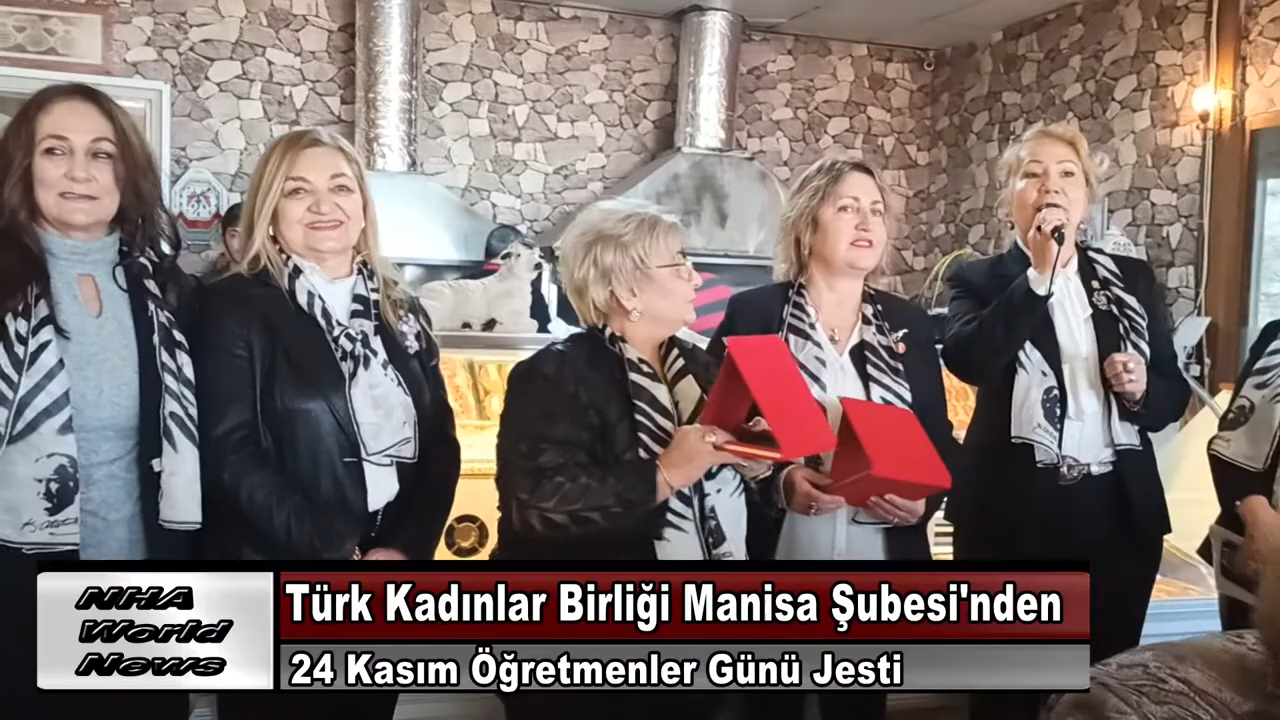 NHA
World
News
Türk Kadınlar Birliği Manisa Şubesi'nden
24 Kasım Öğretmenler Günü Jesti